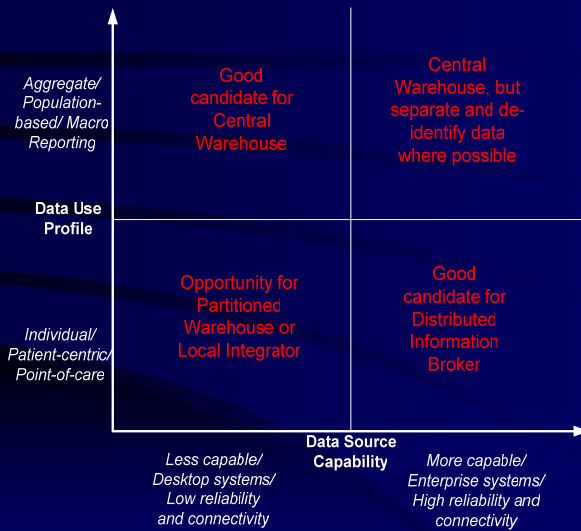 Aggregate/
Population-
based/ Macro
Reporting
Good
candidate for
Central
Warehouse
Central
Warehouse, but
separate and de-
identify data
where possible
Data Use
Profile
Individual/
Patient-centric/
Point-of-care
Opportunity for
Partitioned
Warehouse or
Local Integrator
Good
candidate for
Distributed
Information
Broker
Data Source
Capability
Less capable/
Desktop systems/
Low reliability
and connectivity
More capable/
Enterprise systems/
High reliability and
connectivity